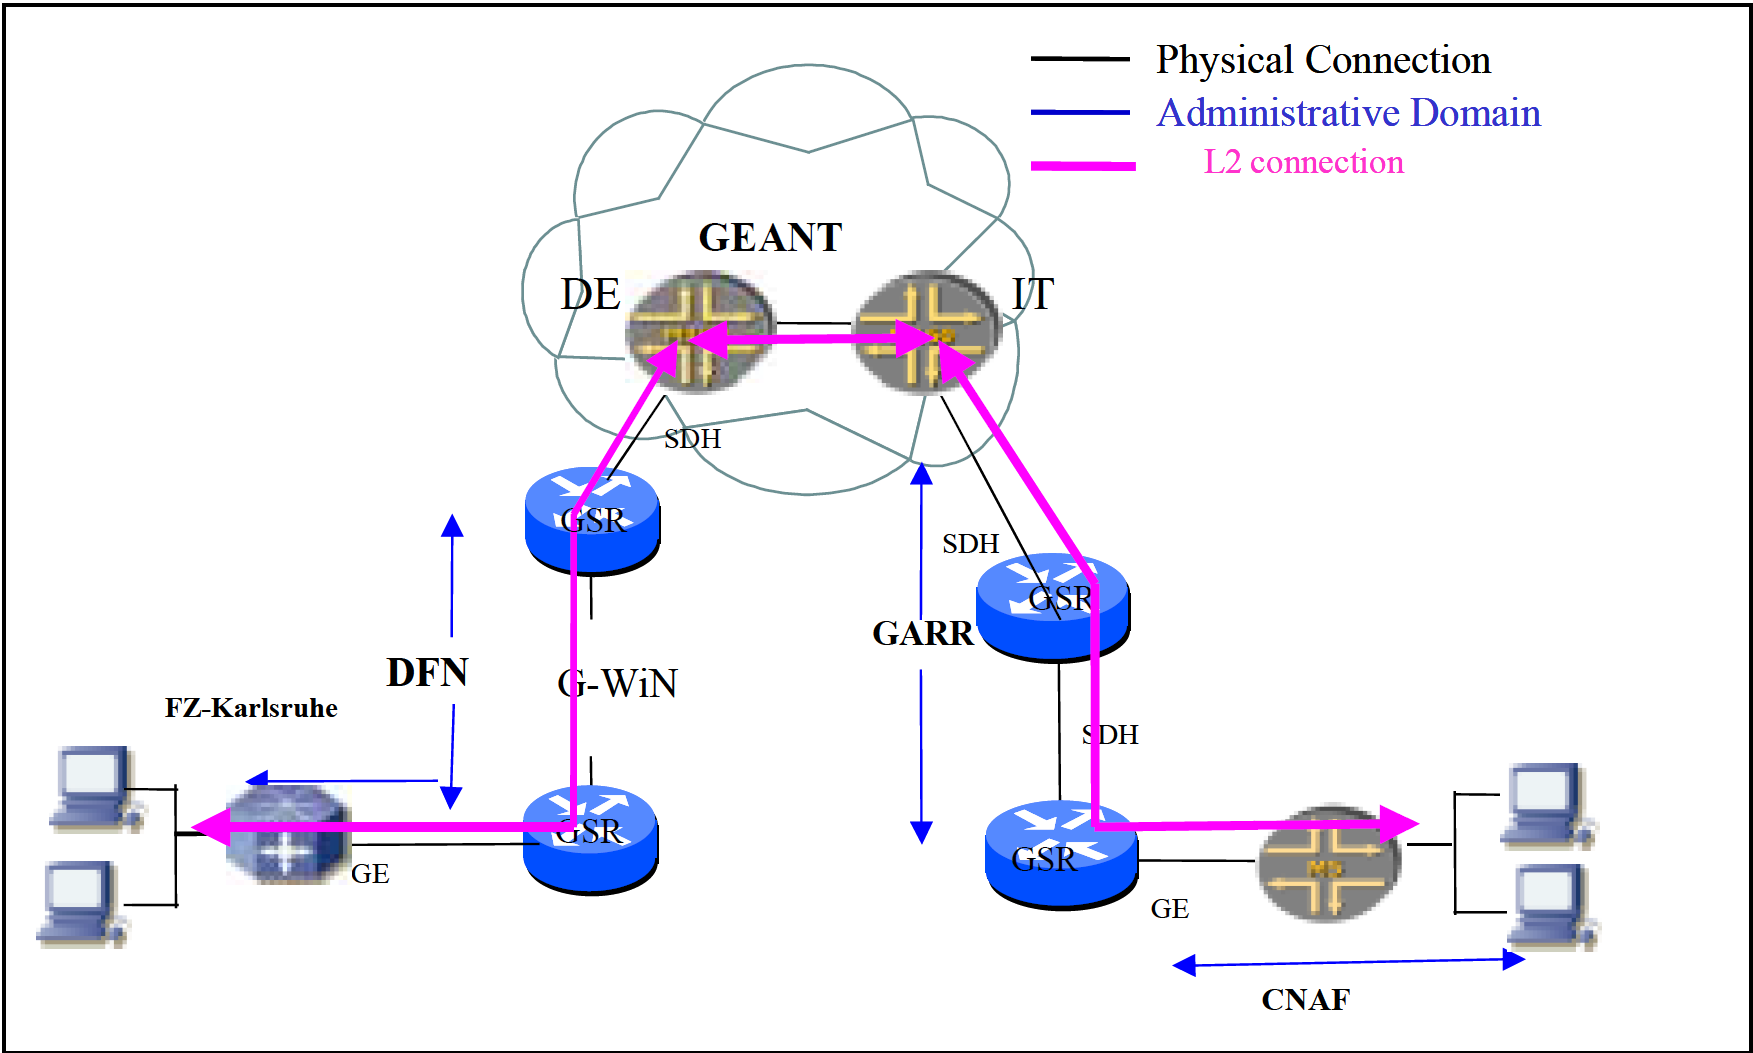 Physical Connection
Administrative Domain
L2 connection
GEANT
DE
IT
SDH
GSR
SDH
GSR
GARR
DFN
G-WiN
FZ-Karlsruhe
SDH
GSR
GSR
GE
GE
CNAF